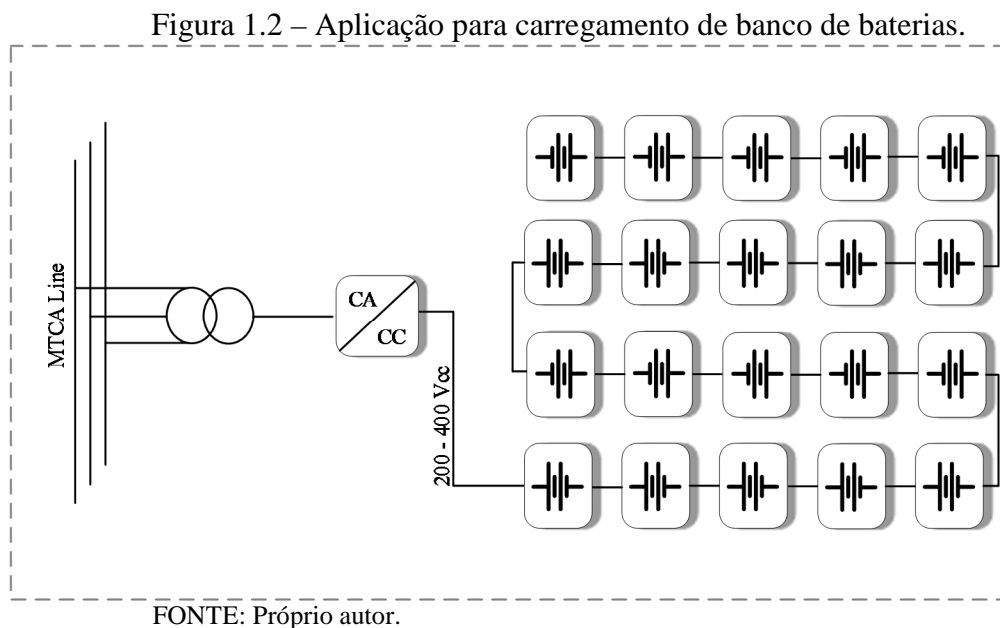 Figura 1.2 – Aplicação para carregamento de banco de baterias.
MTCA Line
CA
CC
200 - 400 Vcc
FONTE: Próprio autor.